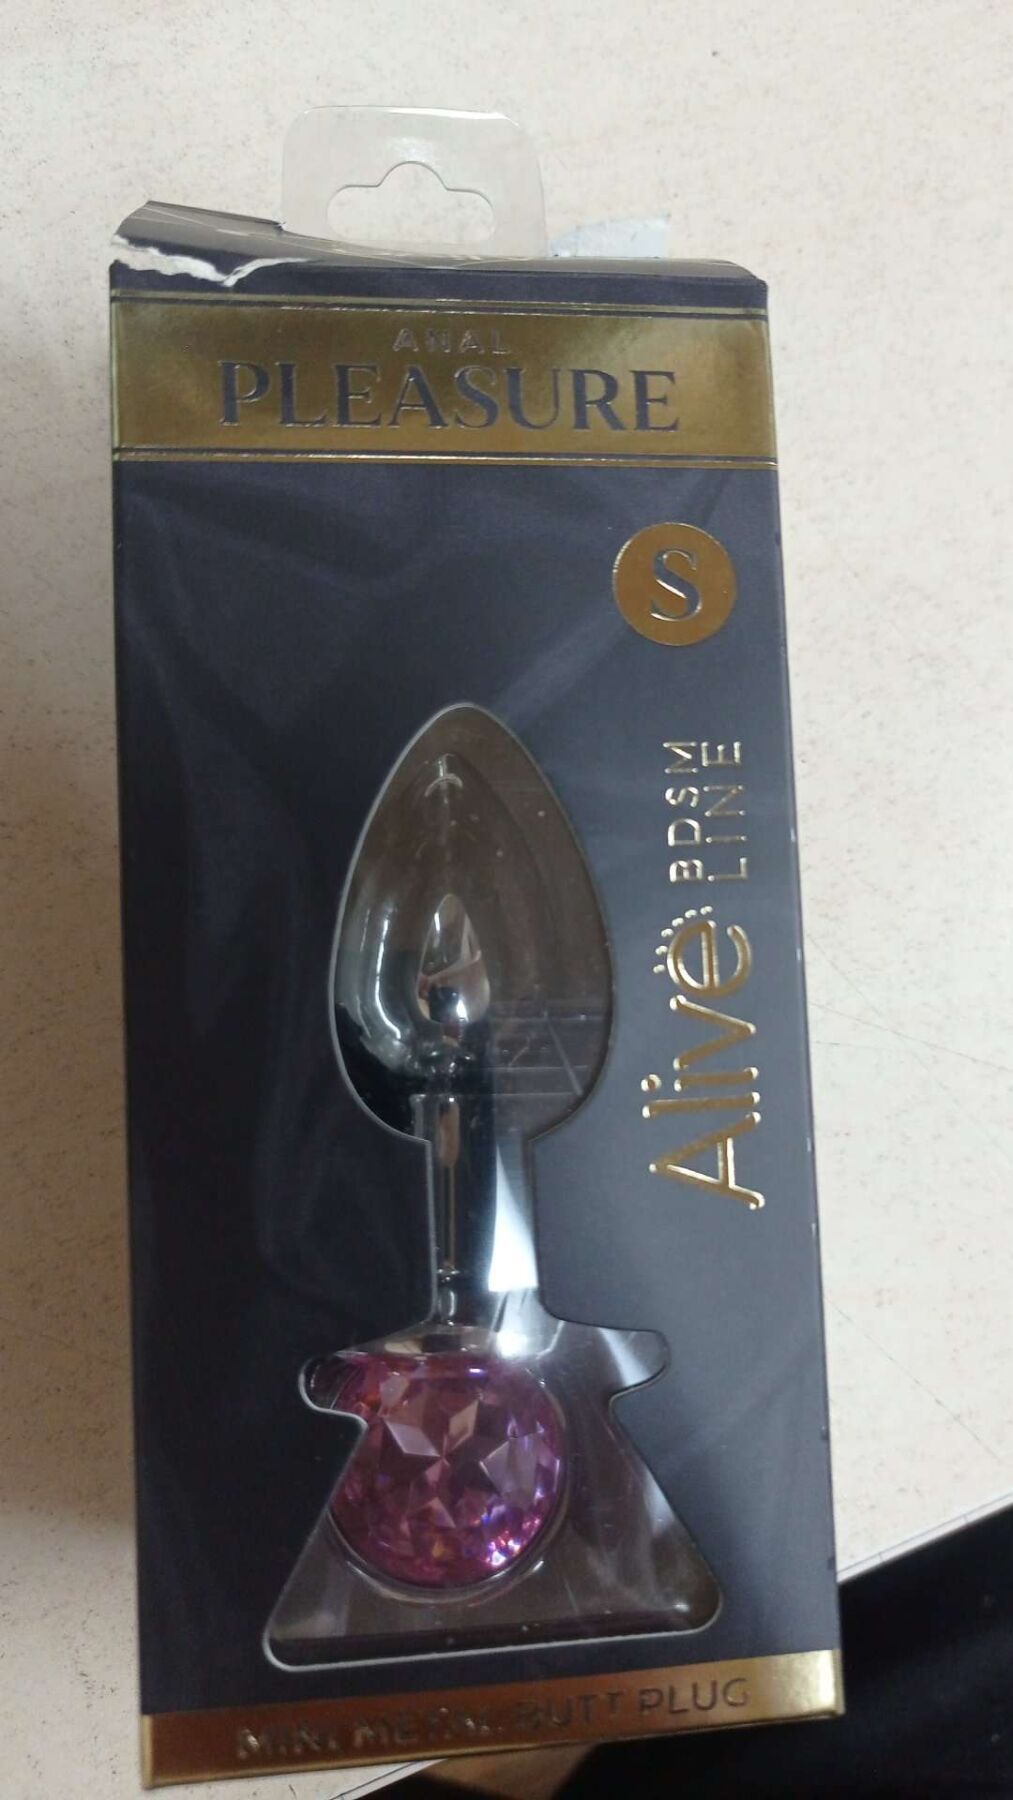 ANAL
PLEASURE
S
Alive BDSM
LINE
MINI METAL BUTT PLUG